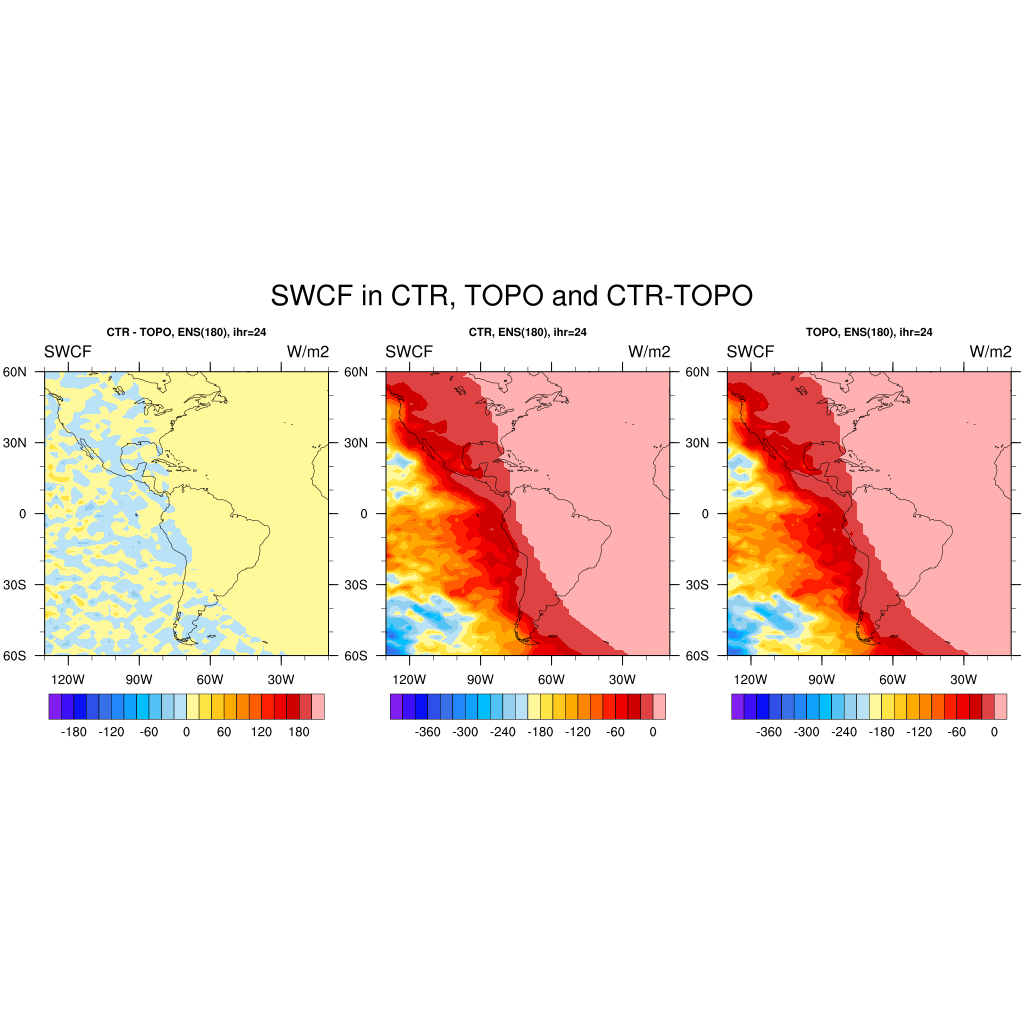 SWCF in CTR, TOPO and CTR-TOPO
CTR - TOPO, ENS(180), ihr=24
SWCF W/m2
60N
30N
0
30S
60S
120W 90W 60W 30W
-180 -120 -60 0 60 120 180
CTR, ENS(180), ihr=24
SWCF W/m2
60N
30N
0
30S
60S
120W 90W 60W 30W
-360 -300 -240 -180 -120 -60 0
TOPO, ENS(180), ihr=24
SWCF W/m2
60N
30N
0
30S
60S
120W 90W 60W 30W
-360 -300 -240 -180 -120 -60 0